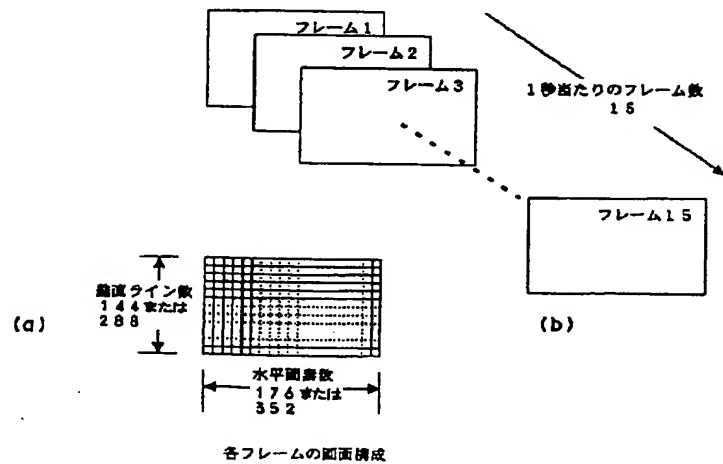 フレーム1
フレーム2
フレーム3
1秒当たりのフレーム数
15
フレーム15
垂直ライン数
144または
288
(a)
(b)
水平画素数
176または
352
各フレームの画面構成